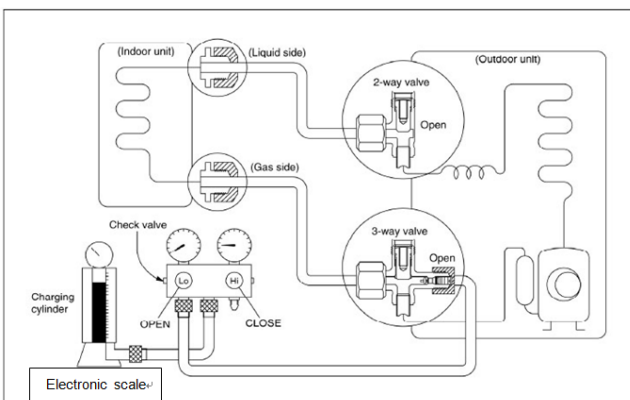 (Indoor unit)
(Liquid side)
(Outdoor unit)
2-way valve
Open
(Gas side)
Check valve
3-way valve
Open
Lo
Hi
Charging
cylinder
OPEN
CLOSE
Electronic scale